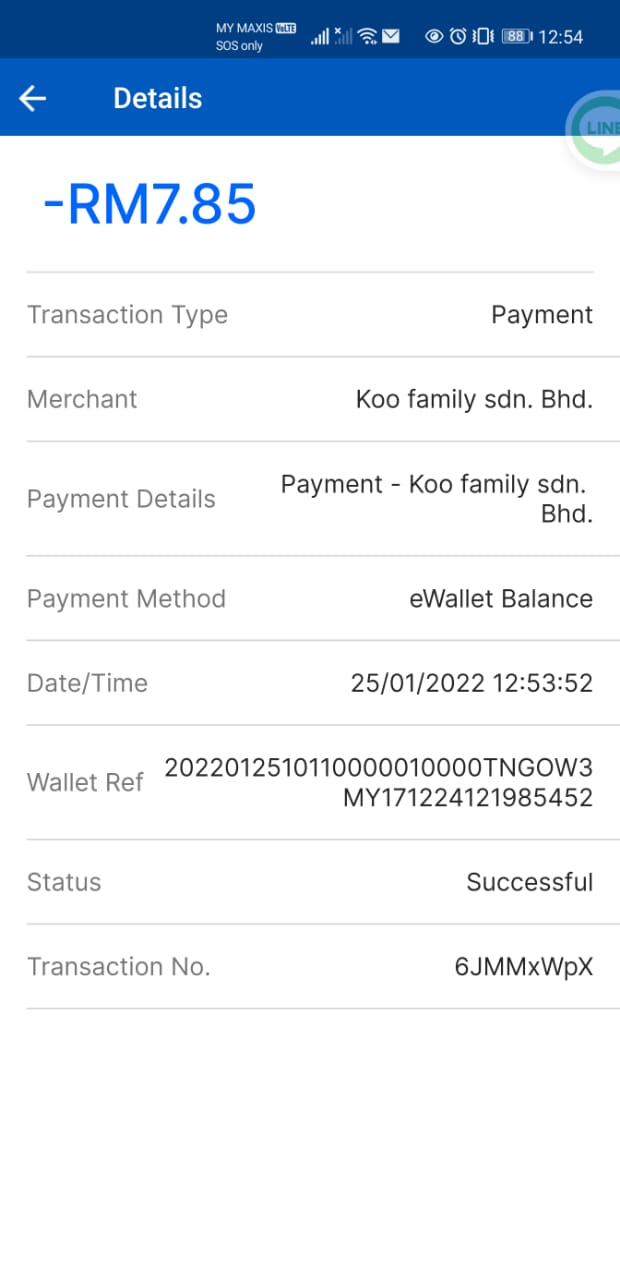 MY MAXIS VoLTE
SOS only
88 12:54
Details
LINE
-RM7.85
Transaction Type Payment
Merchant Koo family sdn. Bhd.
Payment Details Payment - Koo family sdn.
Bhd.
Payment Method eWallet Balance
Date/Time 25/01/2022 12:53:52
Wallet Ref 2022012510110000010000TNGOW3
MY171224121985452
Status Successful
Transaction No. 6JMMxWpX